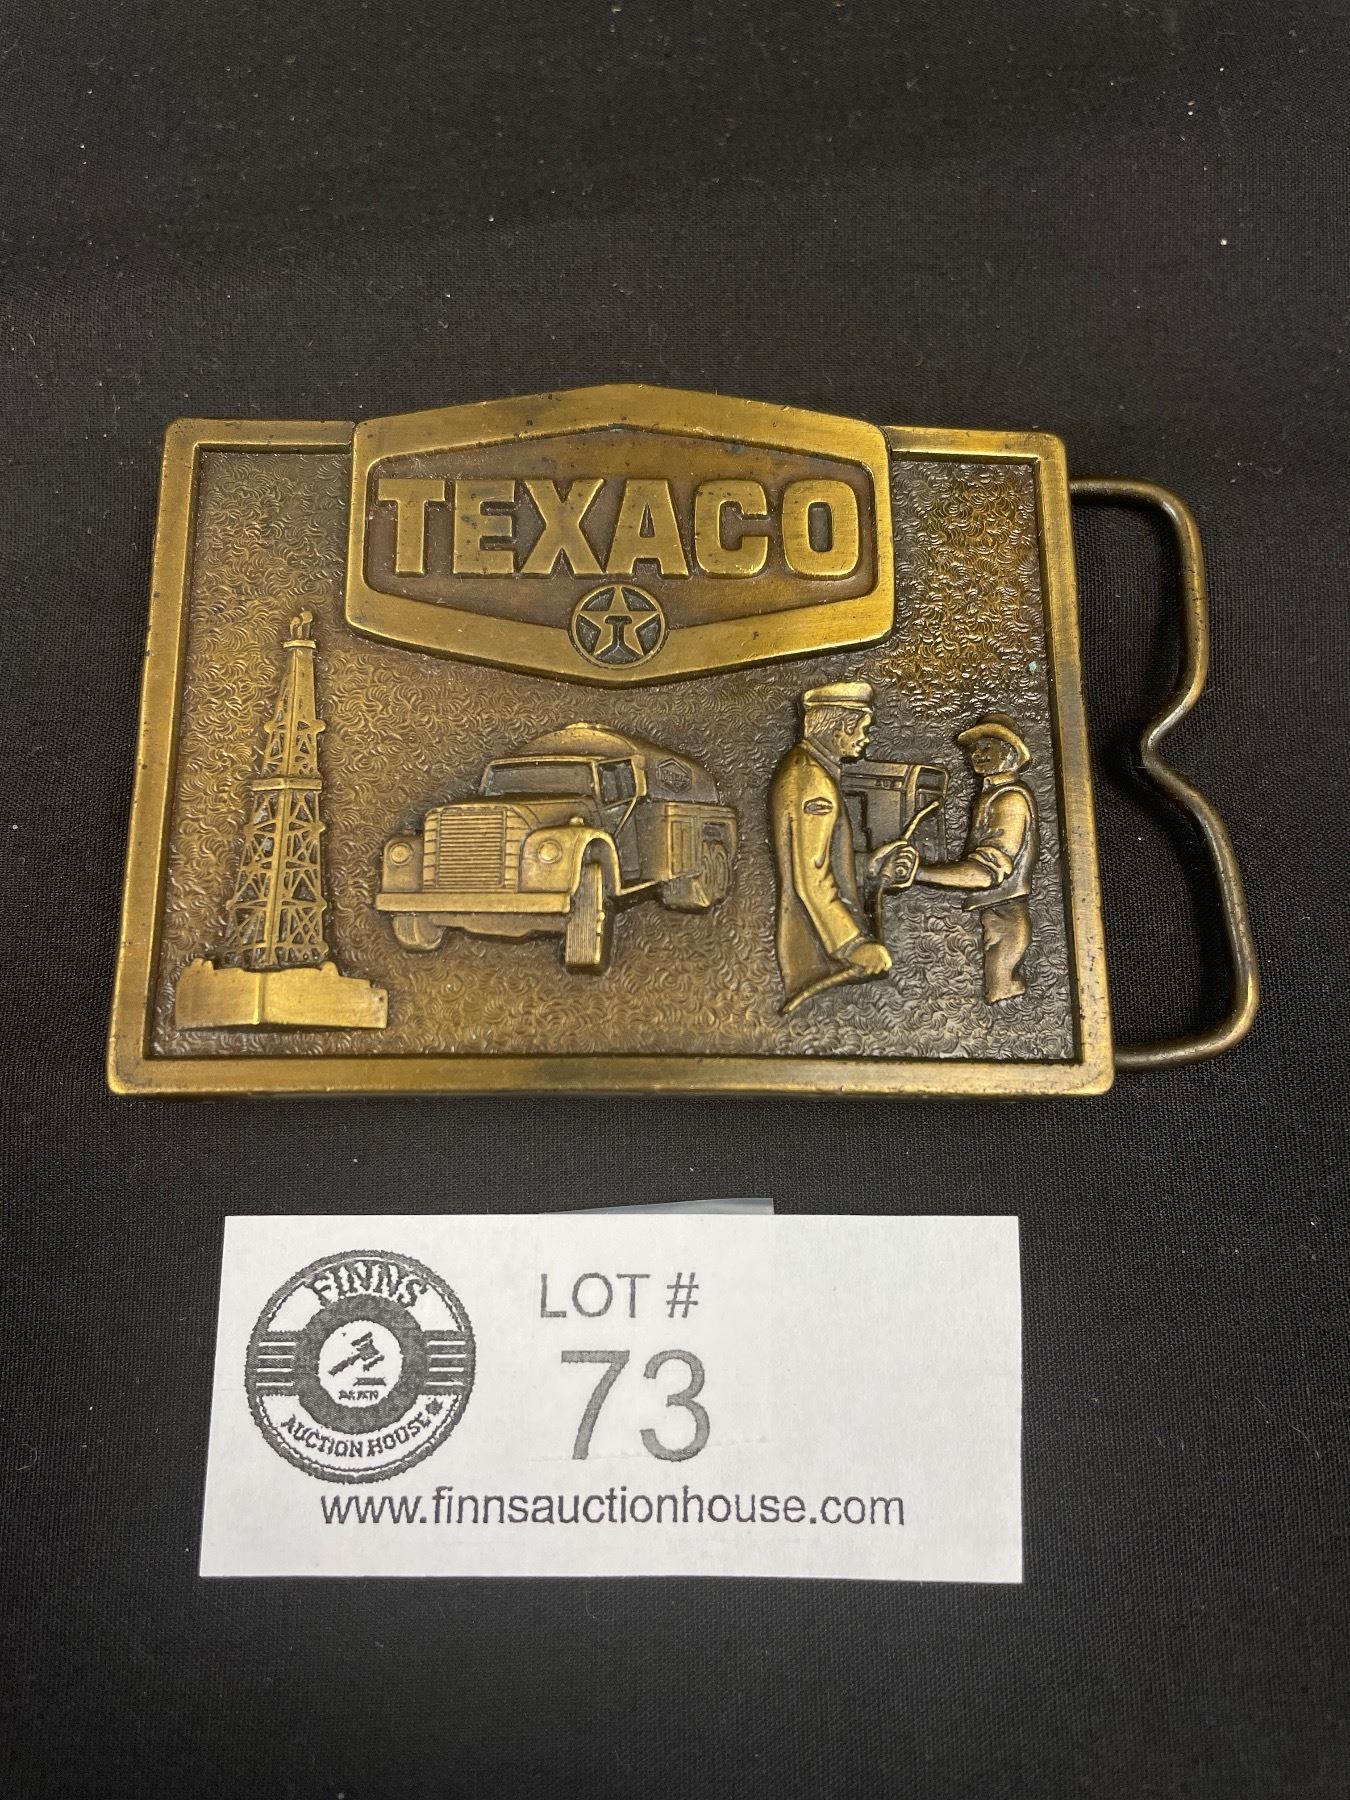 TEXACO
T
FINNS
AUCTION HOUSE
LOT #
73
www.finnsauctionhouse.com